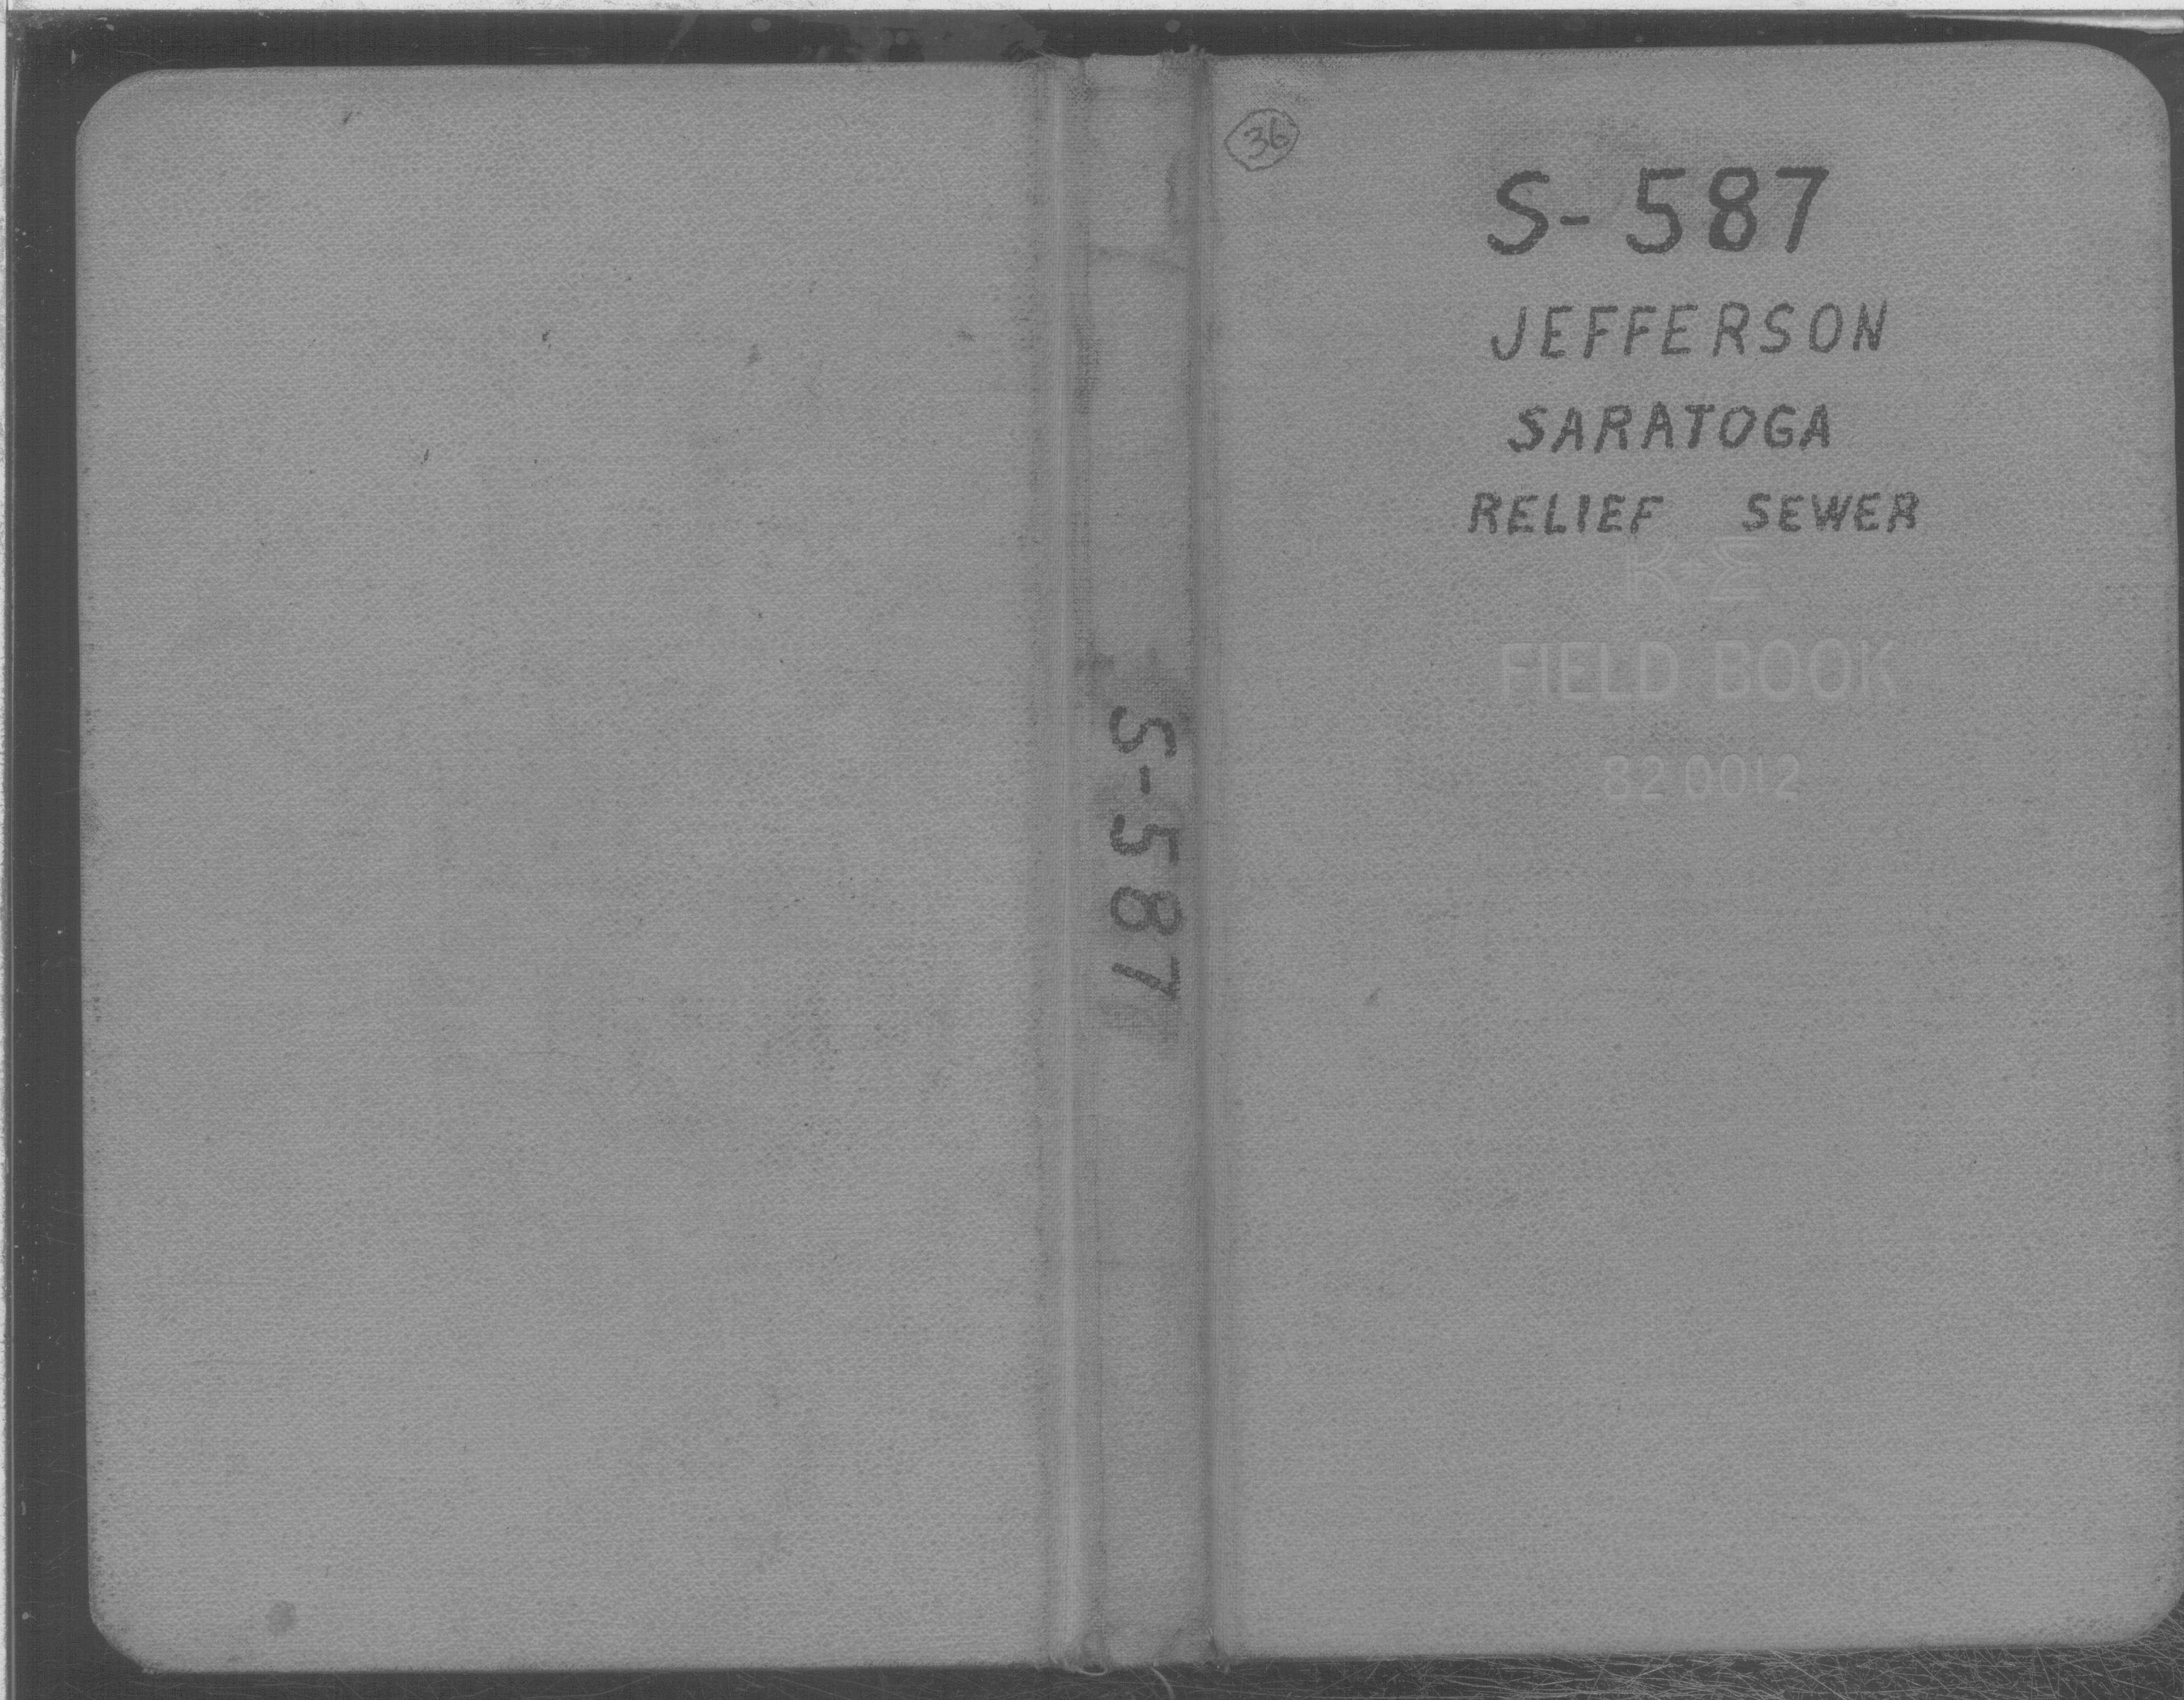 S-587
36
S-587
JEFFERSON
SARATOGA
RELIEF SEWER
K+E
FIELD BOOK
82 0012